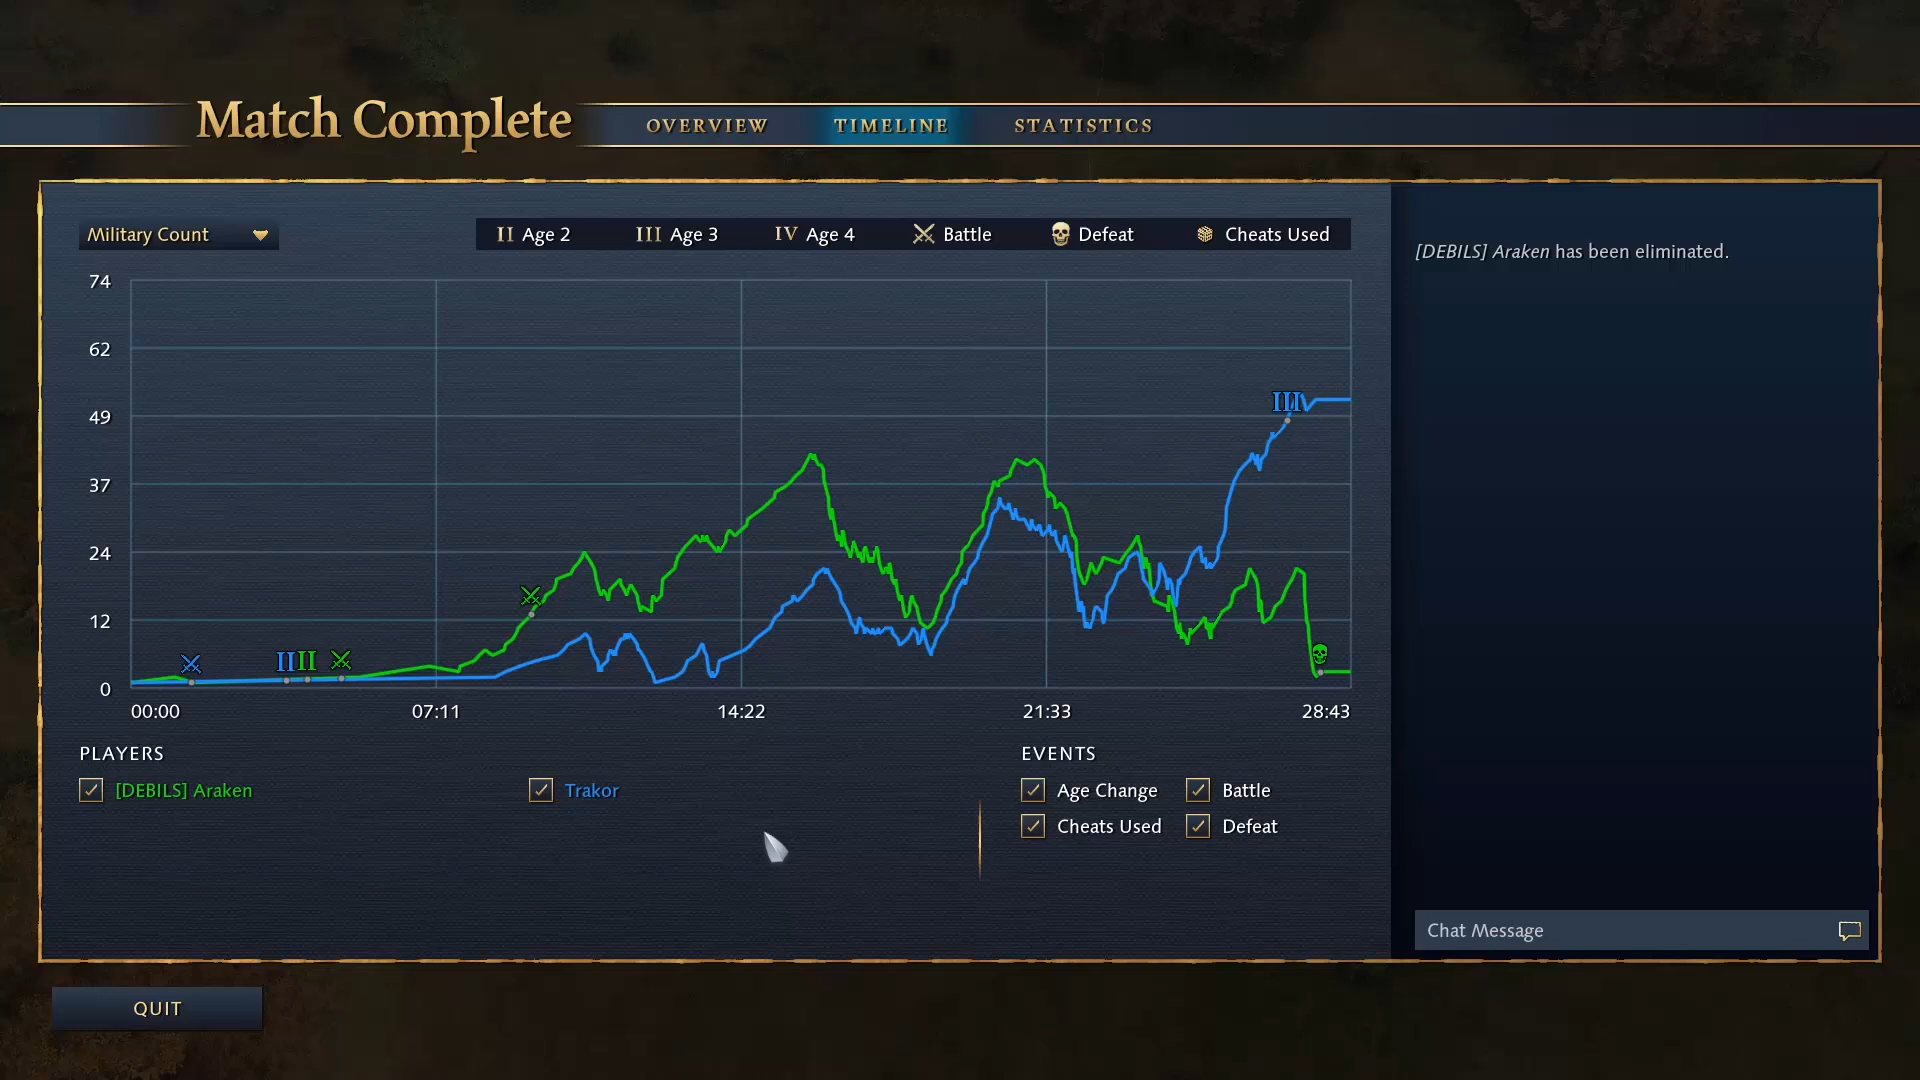 Match Complete
OVERVIEW
TIMELINE
STATISTICS
Military Count
II Age 2
III Age 3
IV Age 4
Battle
Defeat
Cheats Used
[DEBILS] Araken has been eliminated.
74
62
49
37
24
12
0
III
II
II
00:00
07:11
14:22
21:33
28:43
PLAYERS
[DEBILS] Araken
Trakor
EVENTS
Age Change
Battle
Cheats Used
Defeat
Chat Message
QUIT